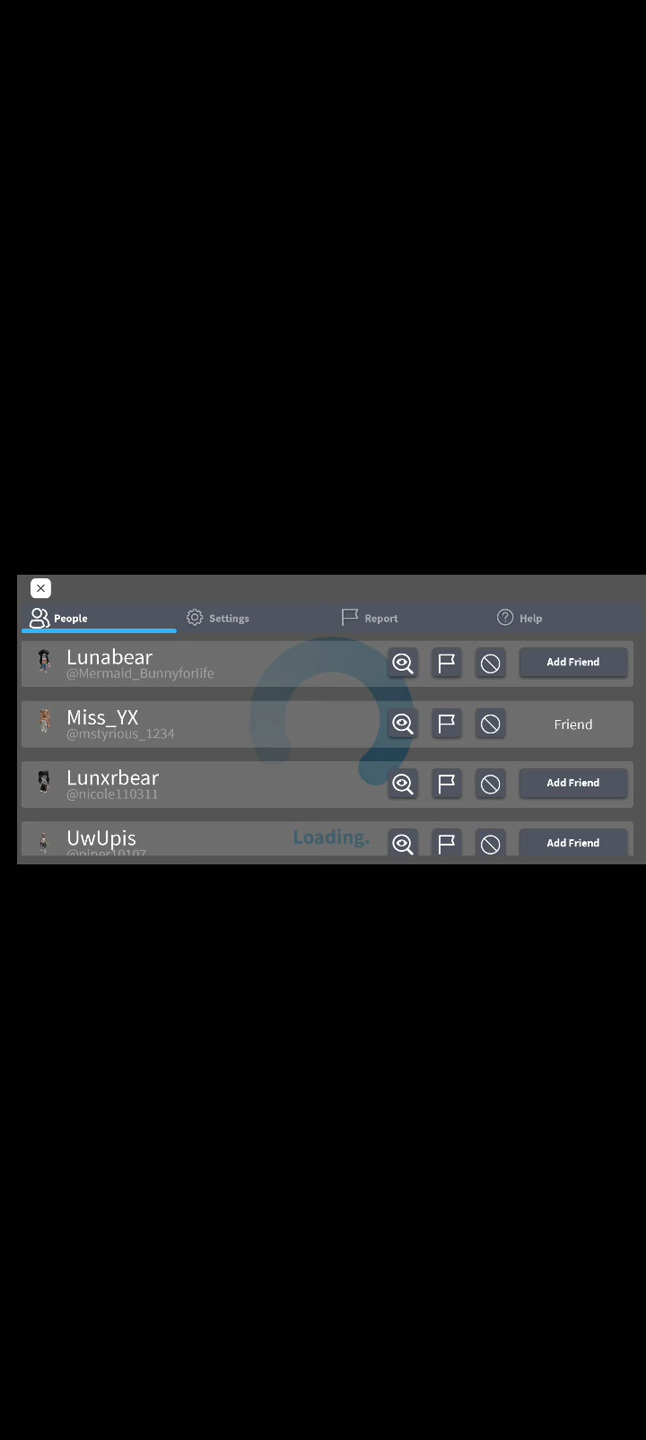 People
Settings
Report
Help
Lunabear
@Mermaid_Bunnyforlife
Add Friend
Miss_YX
@mstyrious_1234
Friend
Lunxrbear
@nicole110311
Add Friend
UwUpis
@piper10107
Add Friend
Loading.